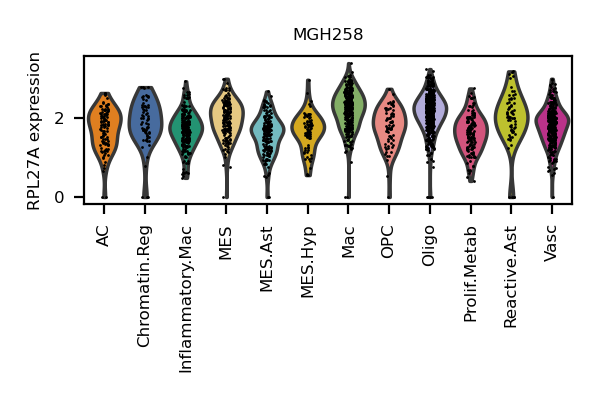 MGH258
RPL27A expression
2
0
AC
Chromatin.Reg
Inflammatory.Mac
MES
MES.Ast
MES.Hyp
Mac
OPC
Oligo
Prolif.Metab
Reactive.Ast
Vasc